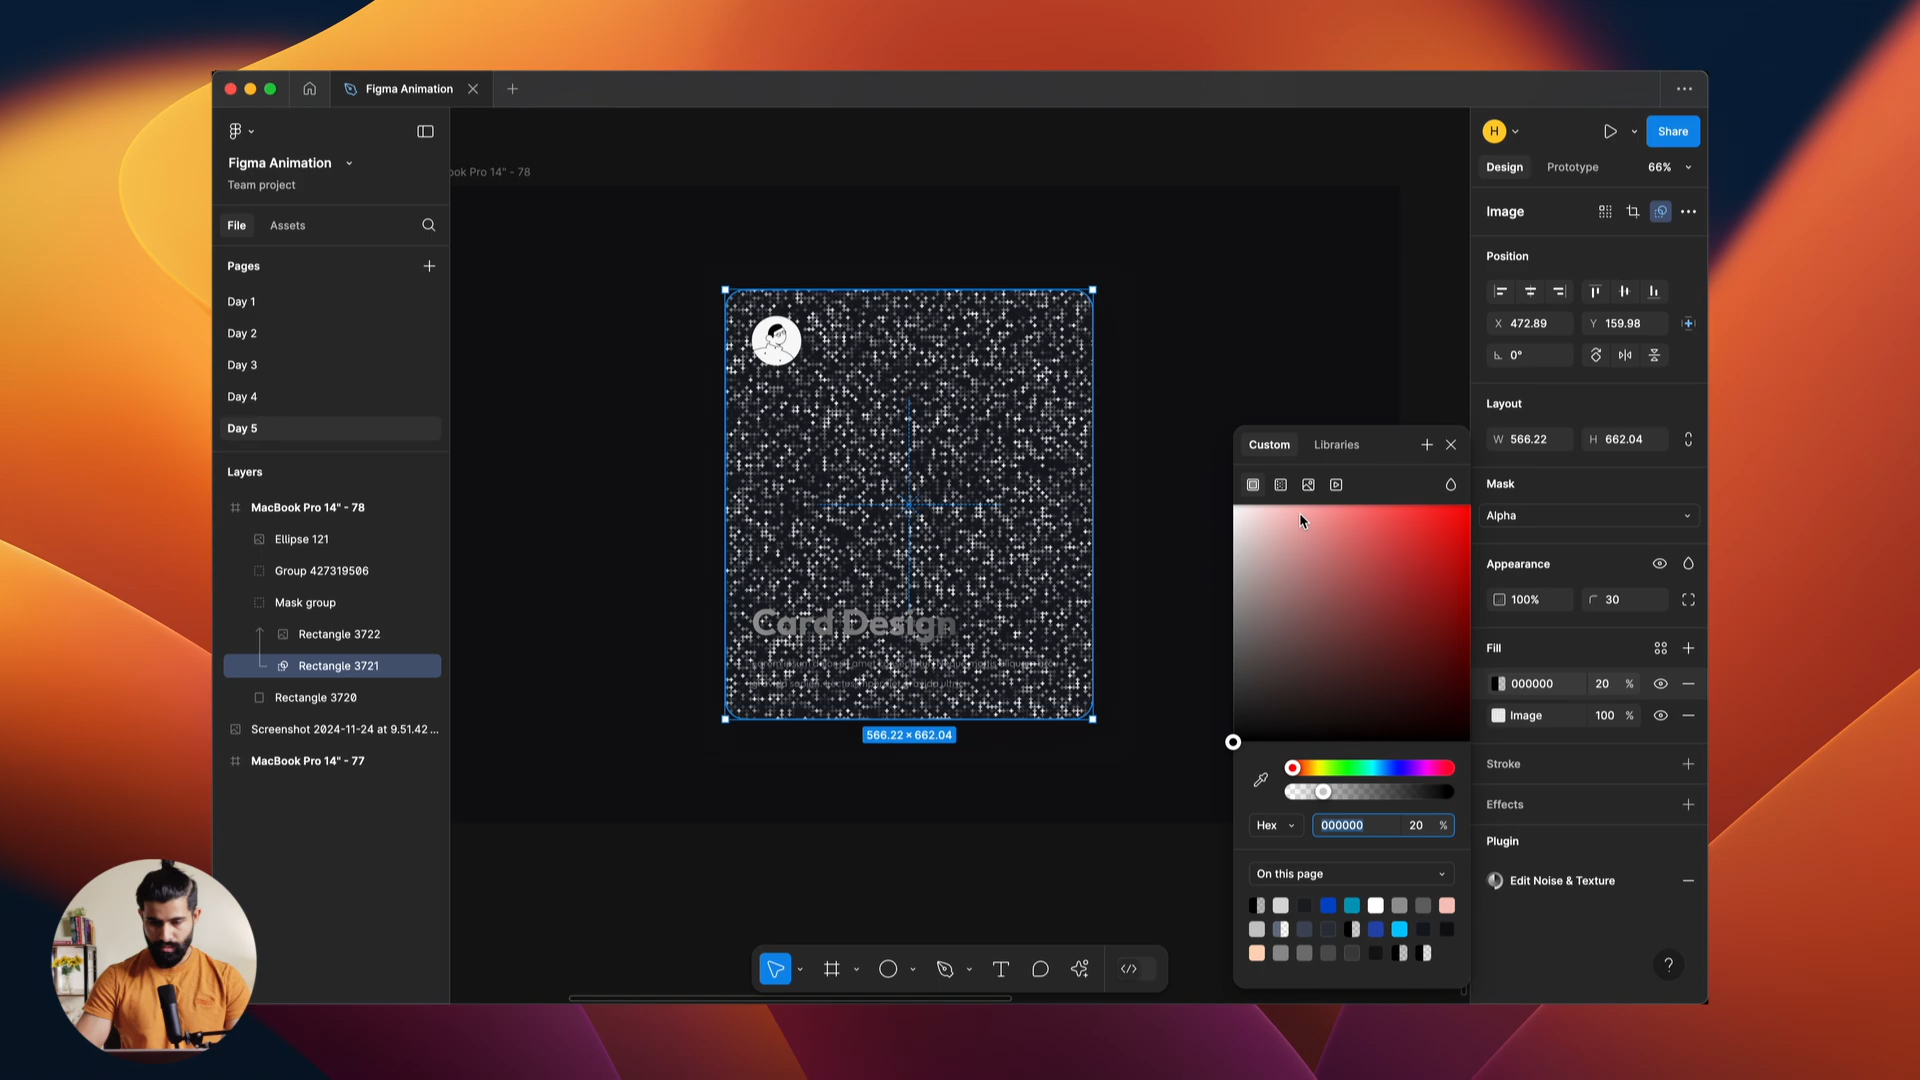 Figma Animation
Figma Animation
Team project
File
Assets
Pages
Day 1
Day 2
Day 3
Day 4
Day 5
Layers
MacBook Pro 14" - 78
Ellipse 121
Group 427319506
Mask group
Rectangle 3722
Rectangle 3721
Rectangle 3720
Screenshot 2024-11-24 at 9.51.42 ...
MacBook Pro 14" - 77
ook Pro 14" - 78
Card Design
566.22 × 662.04
Custom
Libraries
Hex
000000
20
%
On this page
H
Share
Design
Prototype
66%
Image
Position
X 472.89
Y 159.98
0°
Layout
W 566.22
H 662.04
Mask
Alpha
Appearance
100%
30
Fill
000000
20
%
Image
100
%
Stroke
Effects
Plugin
Edit Noise & Texture
?